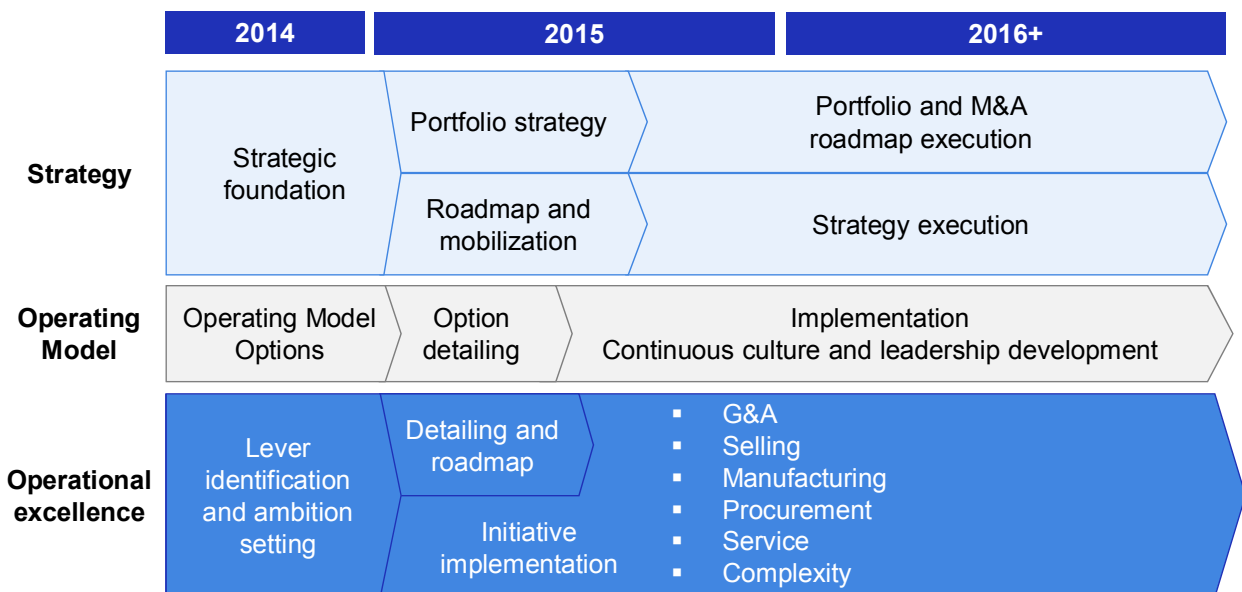 2014
2015
2016+
Strategy
Strategic
foundation
Portfolio strategy
Portfolio and M&A
roadmap execution
Roadmap and
mobilization
Strategy execution
Operating
Model
Operating Model
Options
Option
detailing
Implementation
Continuous culture and leadership development
Operational
excellence
Lever
identification
and ambition
setting
Detailing and
roadmap
Initiative
implementation
▪ G&A
▪ Selling
▪ Manufacturing
▪ Procurement
▪ Service
▪ Complexity